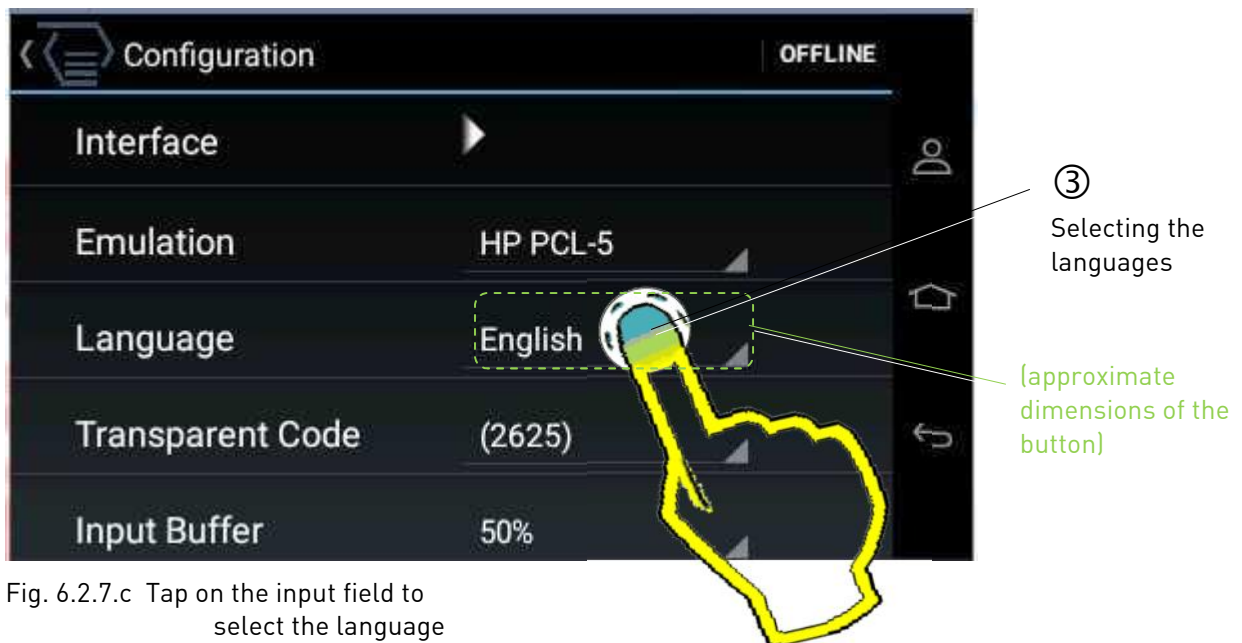 Configuration OFFLINE
Interface
Emulation HP PCL-5
Language English
Transparent Code (2625)
Input Buffer 50%
③
Selecting the
languages
(approximate
dimensions of the
button)
Fig. 6.2.7.c Tap on the input field to
select the language